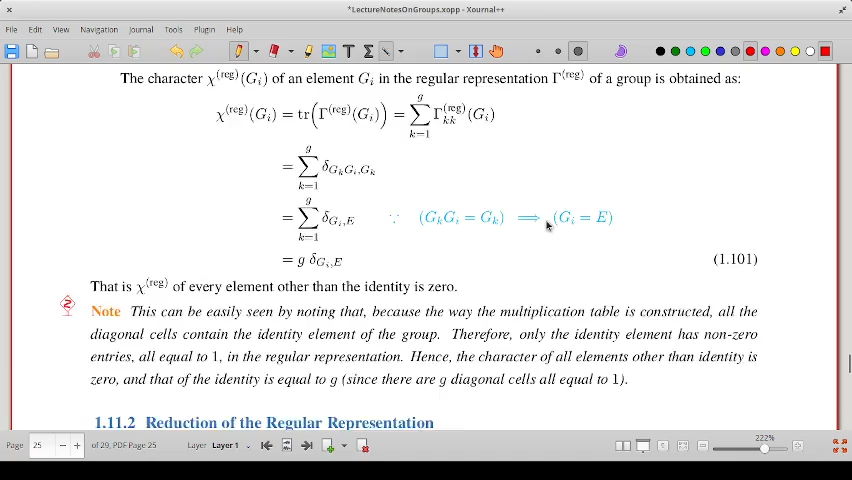 *LectureNotesOnGroups.xopp - Xournal++
File Edit View Navigation Journal Tools Plugin Help
The character χ^(reg)(G_i) of an element G_i in the regular representation Γ^(reg) of a group is obtained as:
χ^(reg)(G_i) = tr(Γ^(reg)(G_i)) = ∑_{k=1}^{g} Γ_{kk}^{(reg)}(G_i)
= ∑_{k=1}^{g} δ_{G_kG_i,G_k}
= ∑_{k=1}^{g} δ_{G_i,E} ∵ (G_kG_i = G_k) ⟹ (G_i = E)
= g δ_{G_i,E} (1.101)
That is χ^(reg) of every element other than the identity is zero.
Note This can be easily seen by noting that, because the way the multiplication table is constructed, all the
diagonal cells contain the identity element of the group. Therefore, only the identity element has non-zero
entries, all equal to 1, in the regular representation. Hence, the character of all elements other than identity is
zero, and that of the identity is equal to g (since there are g diagonal cells all equal to 1).
1.11.2 Reduction of the Regular Representation
Page 25 of 29, PDF Page 25 Layer Layer 1 222%